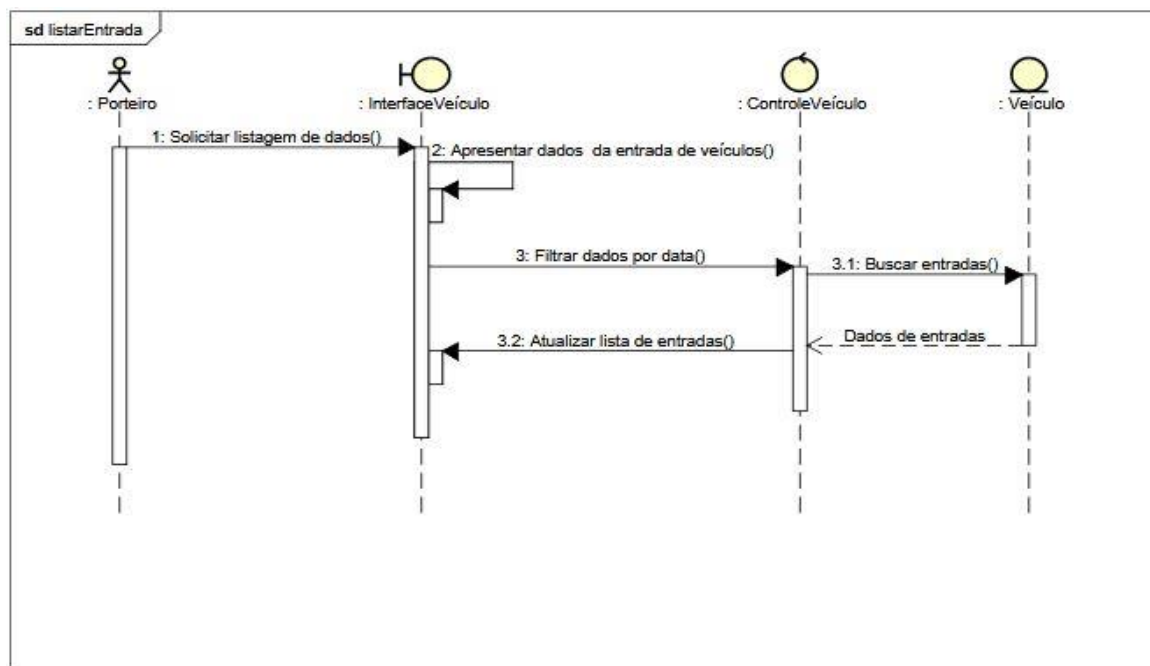 sd listarEntrada
: Porteiro
: InterfaceVeículo
: ControleVeículo
: Veículo
1: Solicitar listagem de dados()
2: Apresentar dados da entrada de veículos()
3: Filtrar dados por data()
3.1: Buscar entradas()
Dados de entradas
3.2: Atualizar lista de entradas()